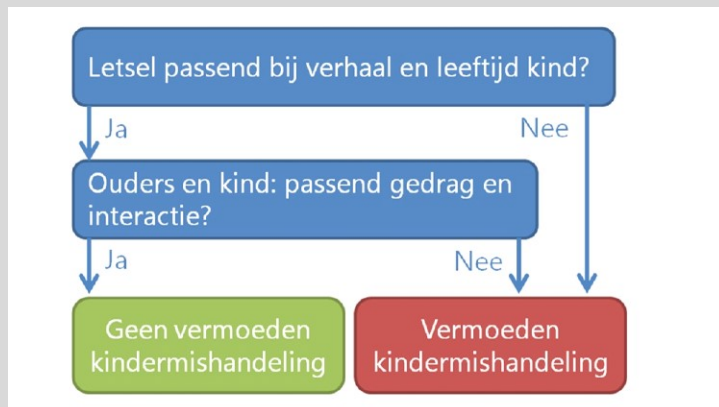 Letsel passend bij verhaal en leeftijd kind?
Ja
Nee
Ouders en kind: passend gedrag en
interactie?
Ja
Nee
Geen vermoeden
kindermishandeling
Vermoeden
kindermishandeling